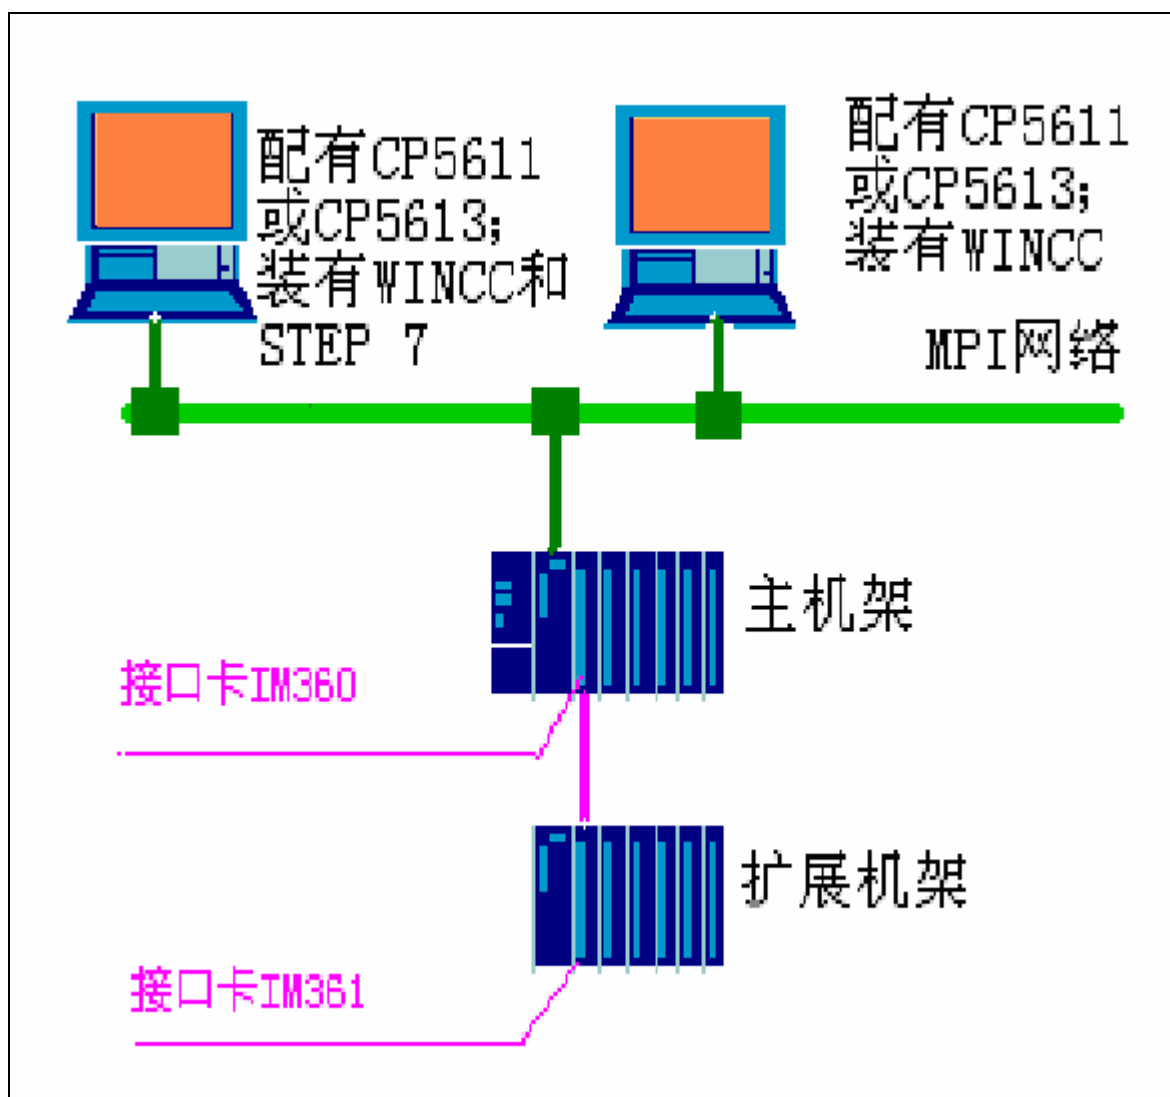 配有CP5611
或CP5613;
装有WINCC和
STEP 7
配有CP5611
或CP5613;
装有WINCC
MPI网络
主机架
接口卡IM360
扩展机架
接口卡IM361